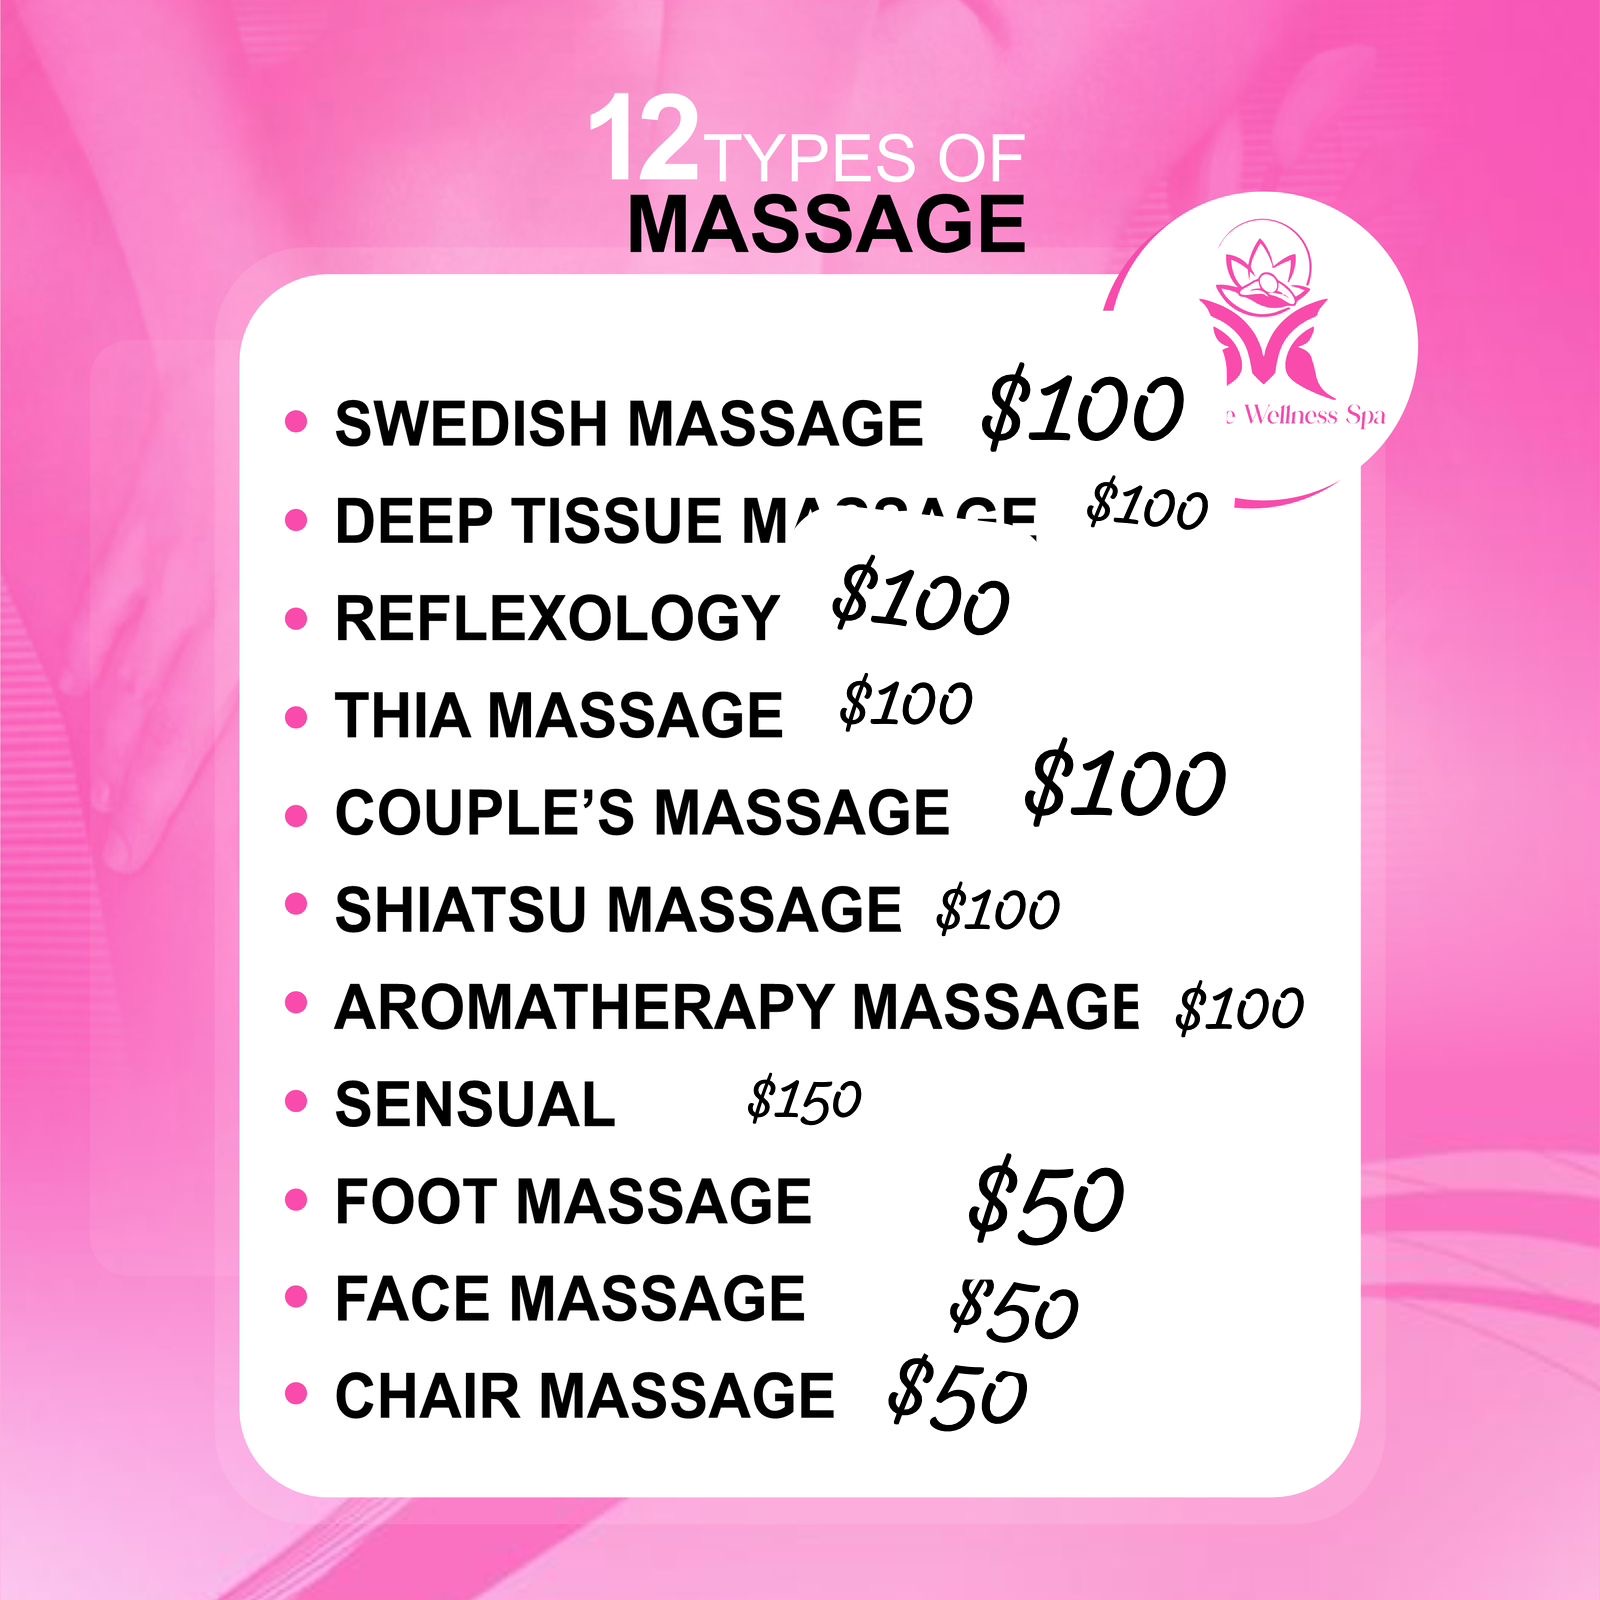 12 TYPES OF
MASSAGE
e Wellness Spa
SWEDISH MASSAGE $100
DEEP TISSUE MASSAGE $100
REFLEXOLOGY $100
THIA MASSAGE $100
COUPLE’S MASSAGE $100
SHIATSU MASSAGE $100
AROMATHERAPY MASSAGE $100
SENSUAL $150
FOOT MASSAGE $50
FACE MASSAGE $50
CHAIR MASSAGE $50